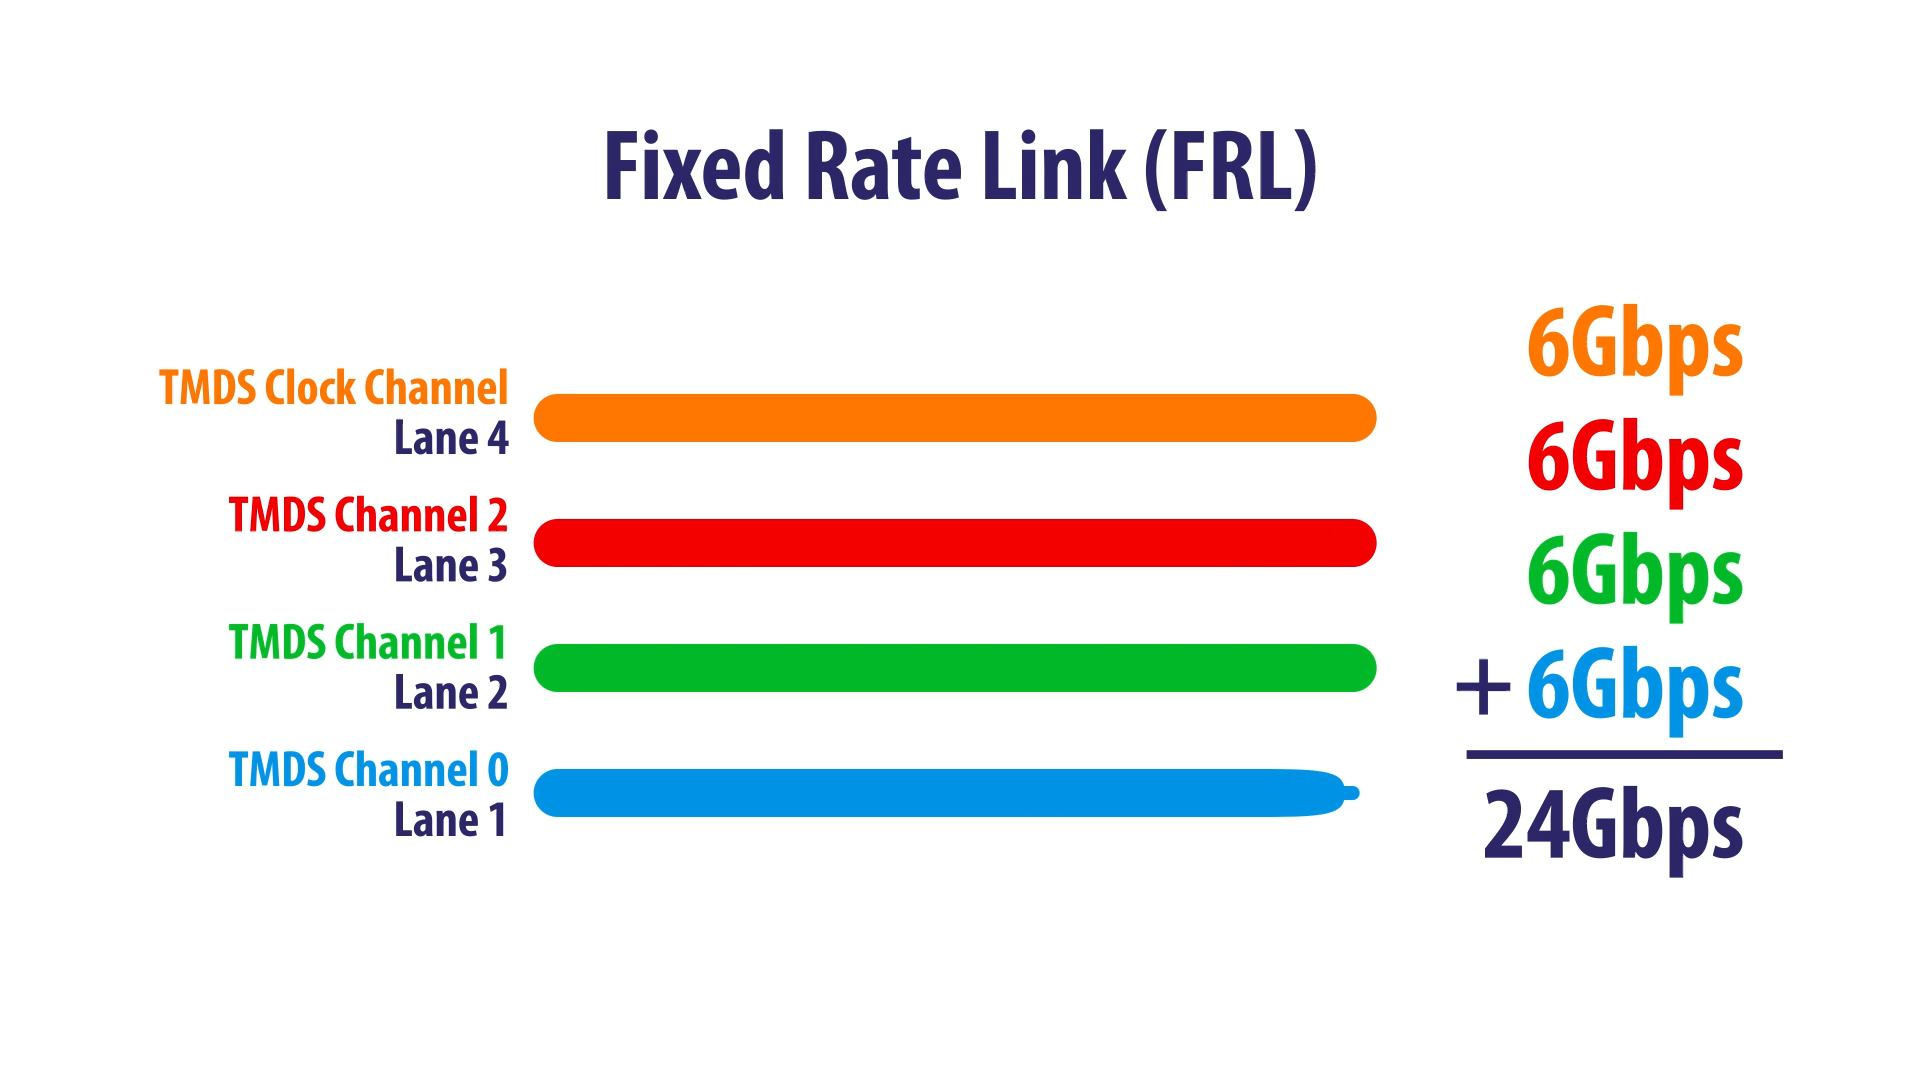 Fixed Rate Link (FRL)
TMDS Clock Channel
Lane 4
TMDS Channel 2
Lane 3
TMDS Channel 1
Lane 2
TMDS Channel 0
Lane 1
6Gbps
6Gbps
6Gbps
+ 6Gbps
24Gbps